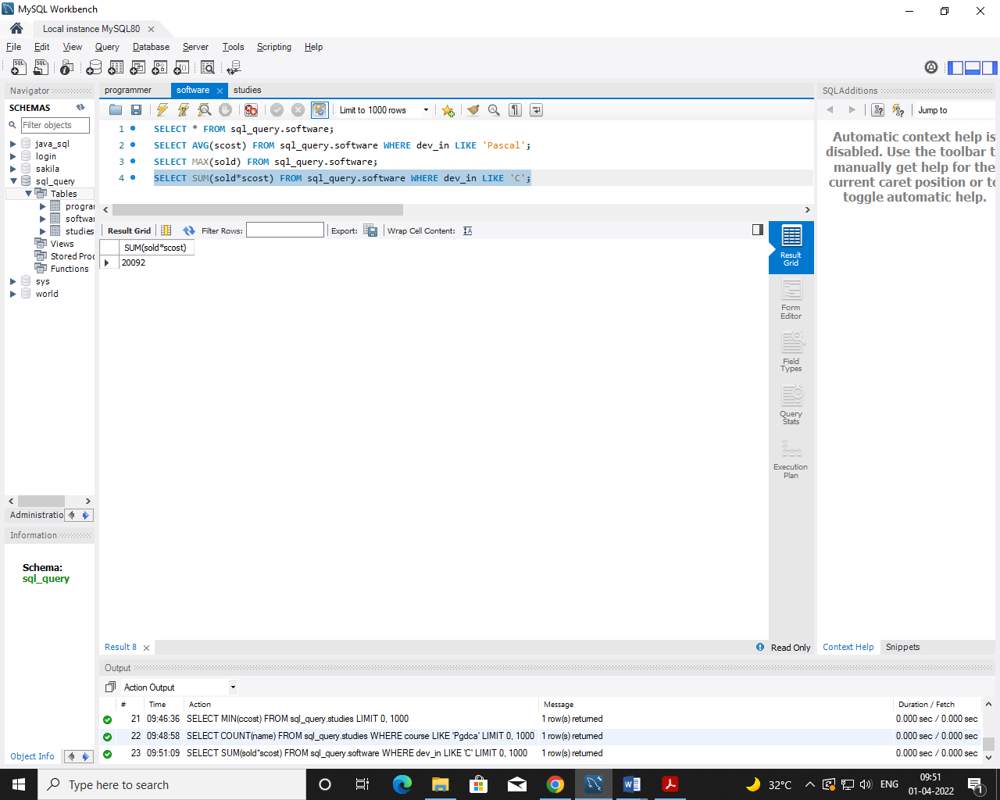 MySQL Workbench
Local instance MySQL80
File Edit View Query Database Server Tools Scripting Help
Navigator
SCHEMAS
Filter objects
java_sql
login
sakila
sql_query
Tables
progran
softwar
studies
Views
Stored Proc
Functions
sys
world
Administratio
Information
Schema:
sql_query
Object Info
programmer software studies
Limit to 1000 rows
1 SELECT * FROM sql_query.software;
2 SELECT AVG(scost) FROM sql_query.software WHERE dev_in LIKE 'Pascal';
3 SELECT MAX(sold) FROM sql_query.software;
4 SELECT SUM(sold*scost) FROM sql_query.software WHERE dev_in LIKE 'C';
Result Grid Filter Rows: Export: Wrap Cell Content:
SUM(sold*scost)
20092
Result Grid
Form Editor
Field Types
Query Stats
Execution Plan
Result 8
Read Only
SQLAdditions
Jump to
Automatic context help is
disabled. Use the toolbar t
manually get help for the
current caret position or to
toggle automatic help.
Context Help Snippets
Output
Action Output
# Time Action Message Duration / Fetch
21 09:46:36 SELECT MIN(ccost) FROM sql_query.studies LIMIT 0, 1000 1 row(s) returned 0.000 sec / 0.000 sec
22 09:48:58 SELECT COUNT(name) FROM sql_query.studies WHERE course LIKE 'Pgdca' LIMIT 0, 1000 1 row(s) returned 0.000 sec / 0.000 sec
23 09:51:09 SELECT SUM(sold*scost) FROM sql_query.software WHERE dev_in LIKE 'C' LIMIT 0, 1000 1 row(s) returned 0.000 sec / 0.000 sec
Type here to search
32°C
ENG
09:51
01-04-2022
1